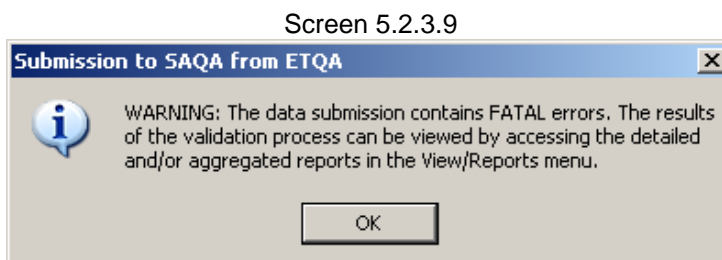 Screen 5.2.3.9
Submission to SAQA from ETQA
WARNING: The data submission contains FATAL errors. The results
of the validation process can be viewed by accessing the detailed
and/or aggregated reports in the View/Reports menu.
OK